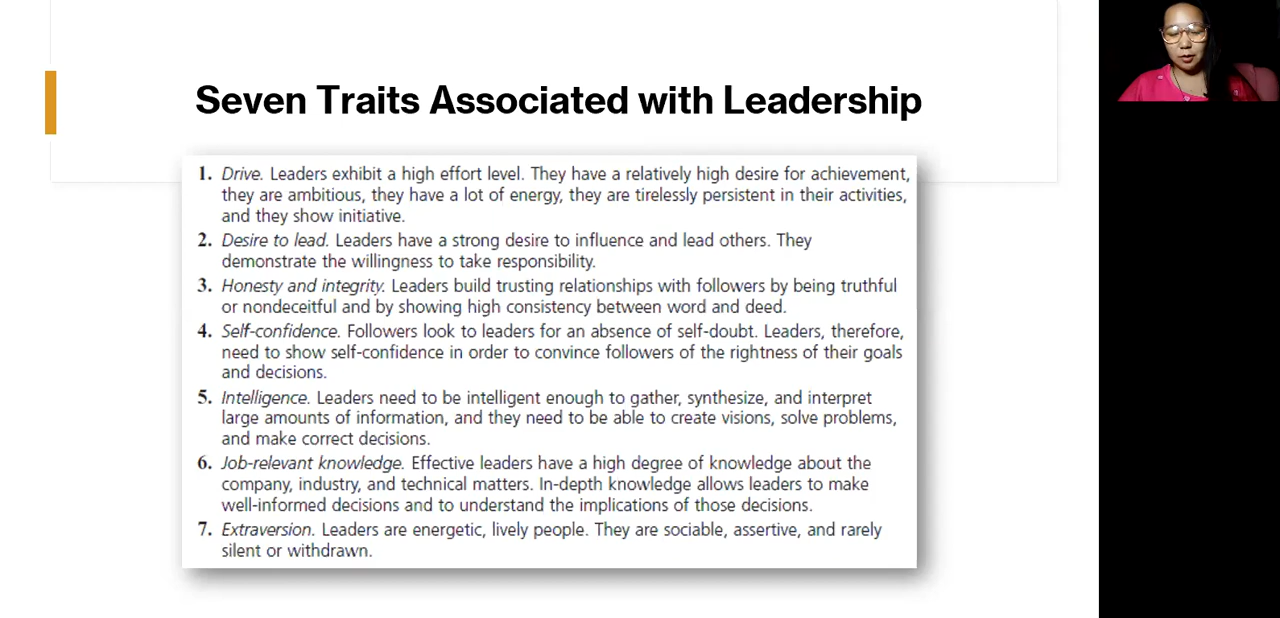 Seven Traits Associated with Leadership
1. Drive. Leaders exhibit a high effort level. They have a relatively high desire for achievement,
they are ambitious, they have a lot of energy, they are tirelessly persistent in their activities,
and they show initiative.
2. Desire to lead. Leaders have a strong desire to influence and lead others. They
demonstrate the willingness to take responsibility.
3. Honesty and integrity. Leaders build trusting relationships with followers by being truthful
or nondeceitful and by showing high consistency between word and deed.
4. Self-confidence. Followers look to leaders for an absence of self-doubt. Leaders, therefore,
need to show self-confidence in order to convince followers of the rightness of their goals
and decisions.
5. Intelligence. Leaders need to be intelligent enough to gather, synthesize, and interpret
large amounts of information, and they need to be able to create visions, solve problems,
and make correct decisions.
6. Job-relevant knowledge. Effective leaders have a high degree of knowledge about the
company, industry, and technical matters. In-depth knowledge allows leaders to make
well-informed decisions and to understand the implications of those decisions.
7. Extraversion. Leaders are energetic, lively people. They are sociable, assertive, and rarely
silent or withdrawn.